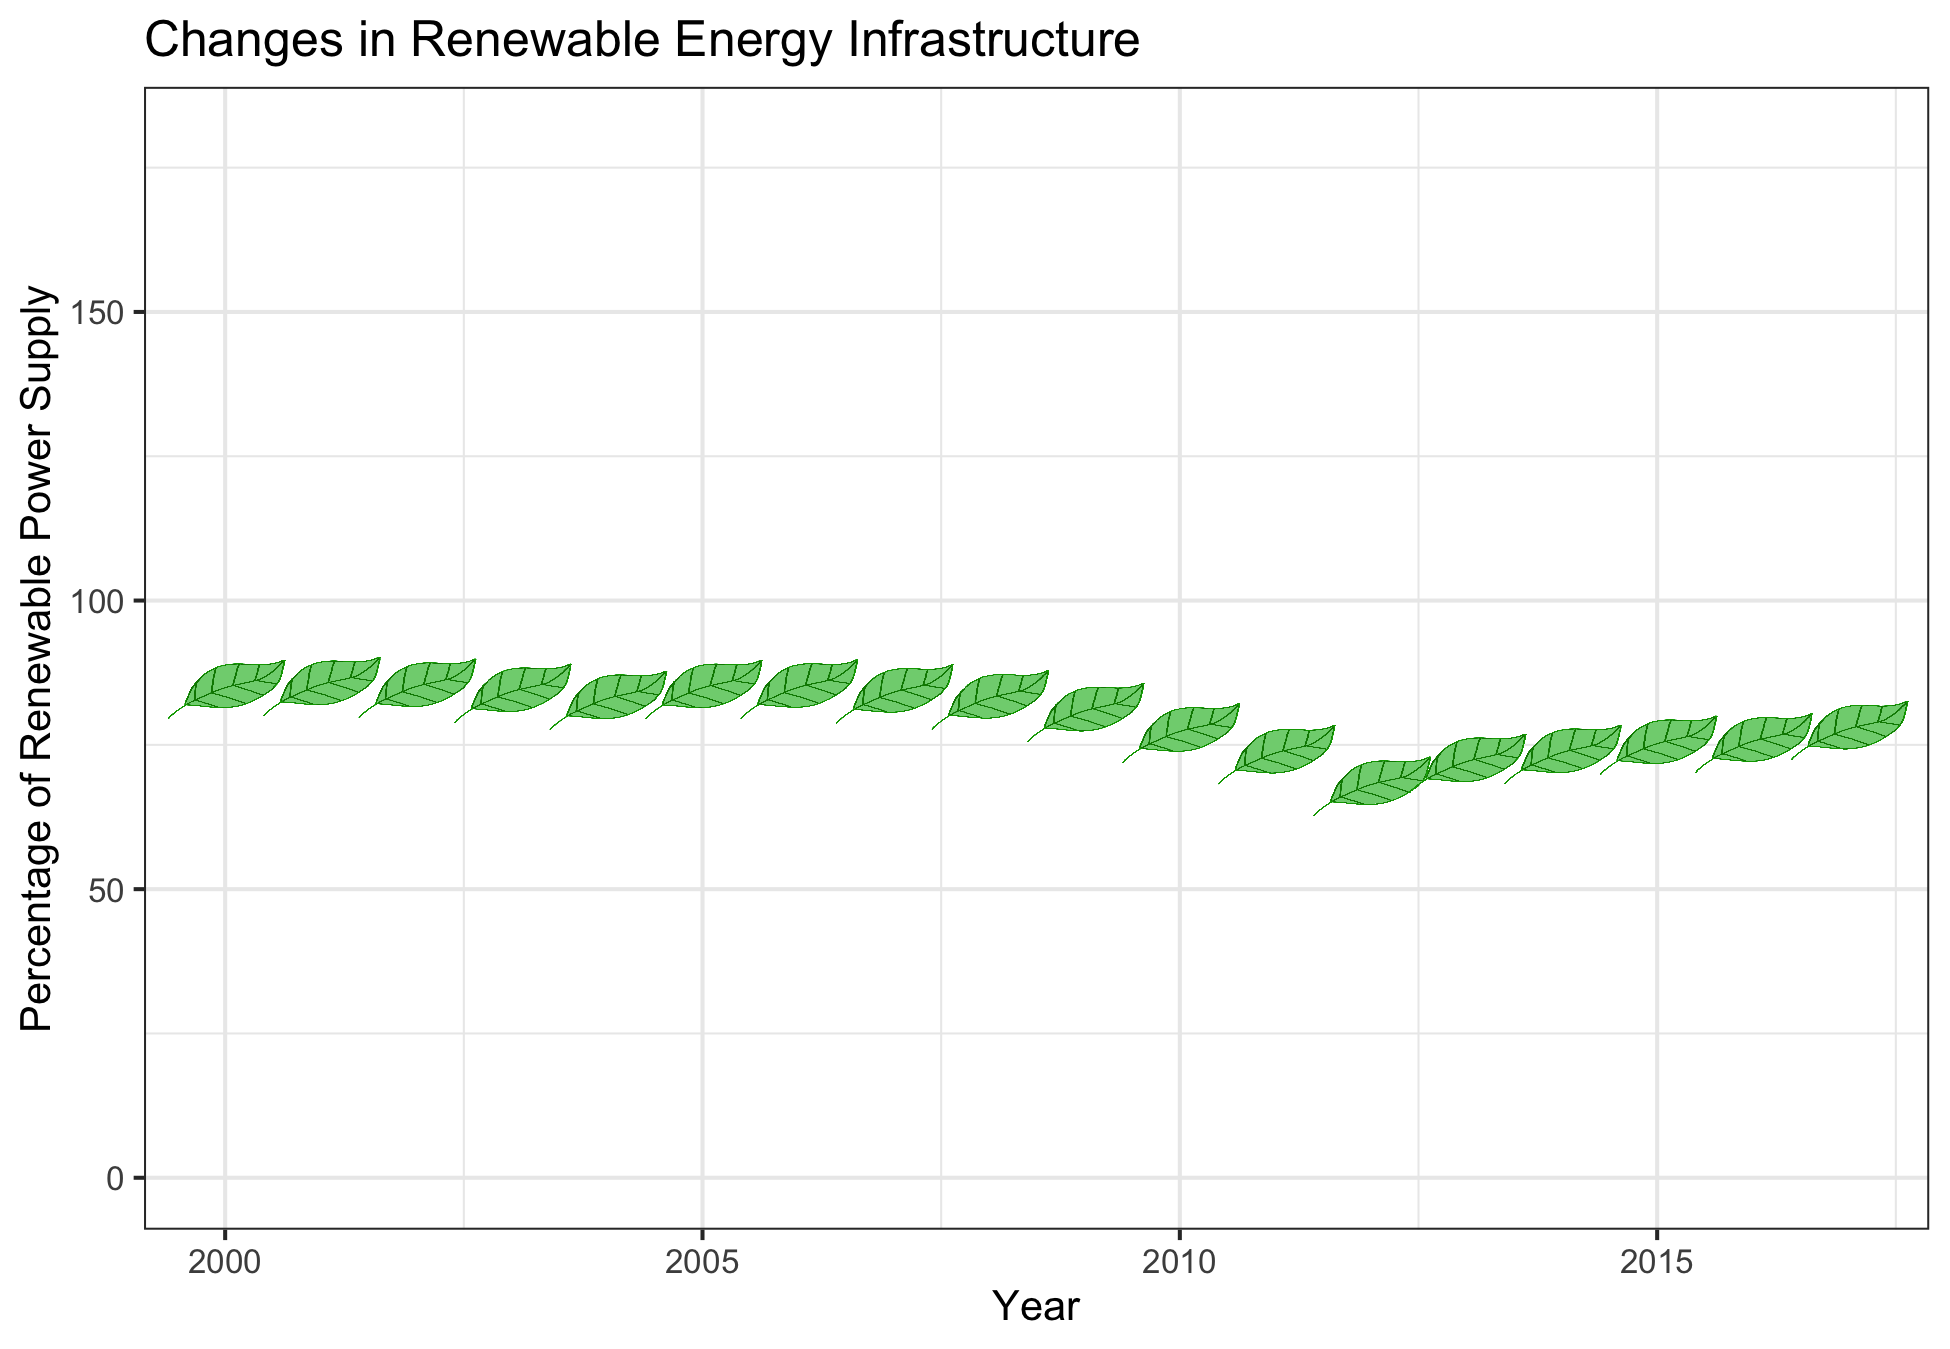 Changes in Renewable Energy Infrastructure
Percentage of Renewable Power Supply
150
100
50
0
2000
2005
2010
2015
Year